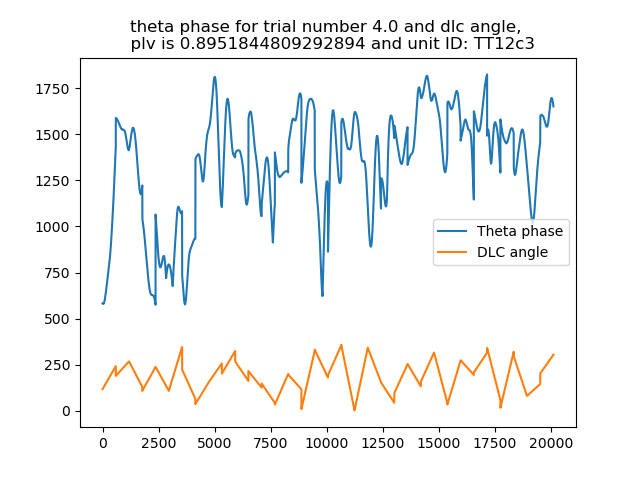 theta phase for trial number 4.0 and dlc angle,
plv is 0.8951844809292894 and unit ID: TT12c3
1750
1500
1250
1000
750
500
250
0
Theta phase
DLC angle
0 2500 5000 7500 10000 12500 15000 17500 20000